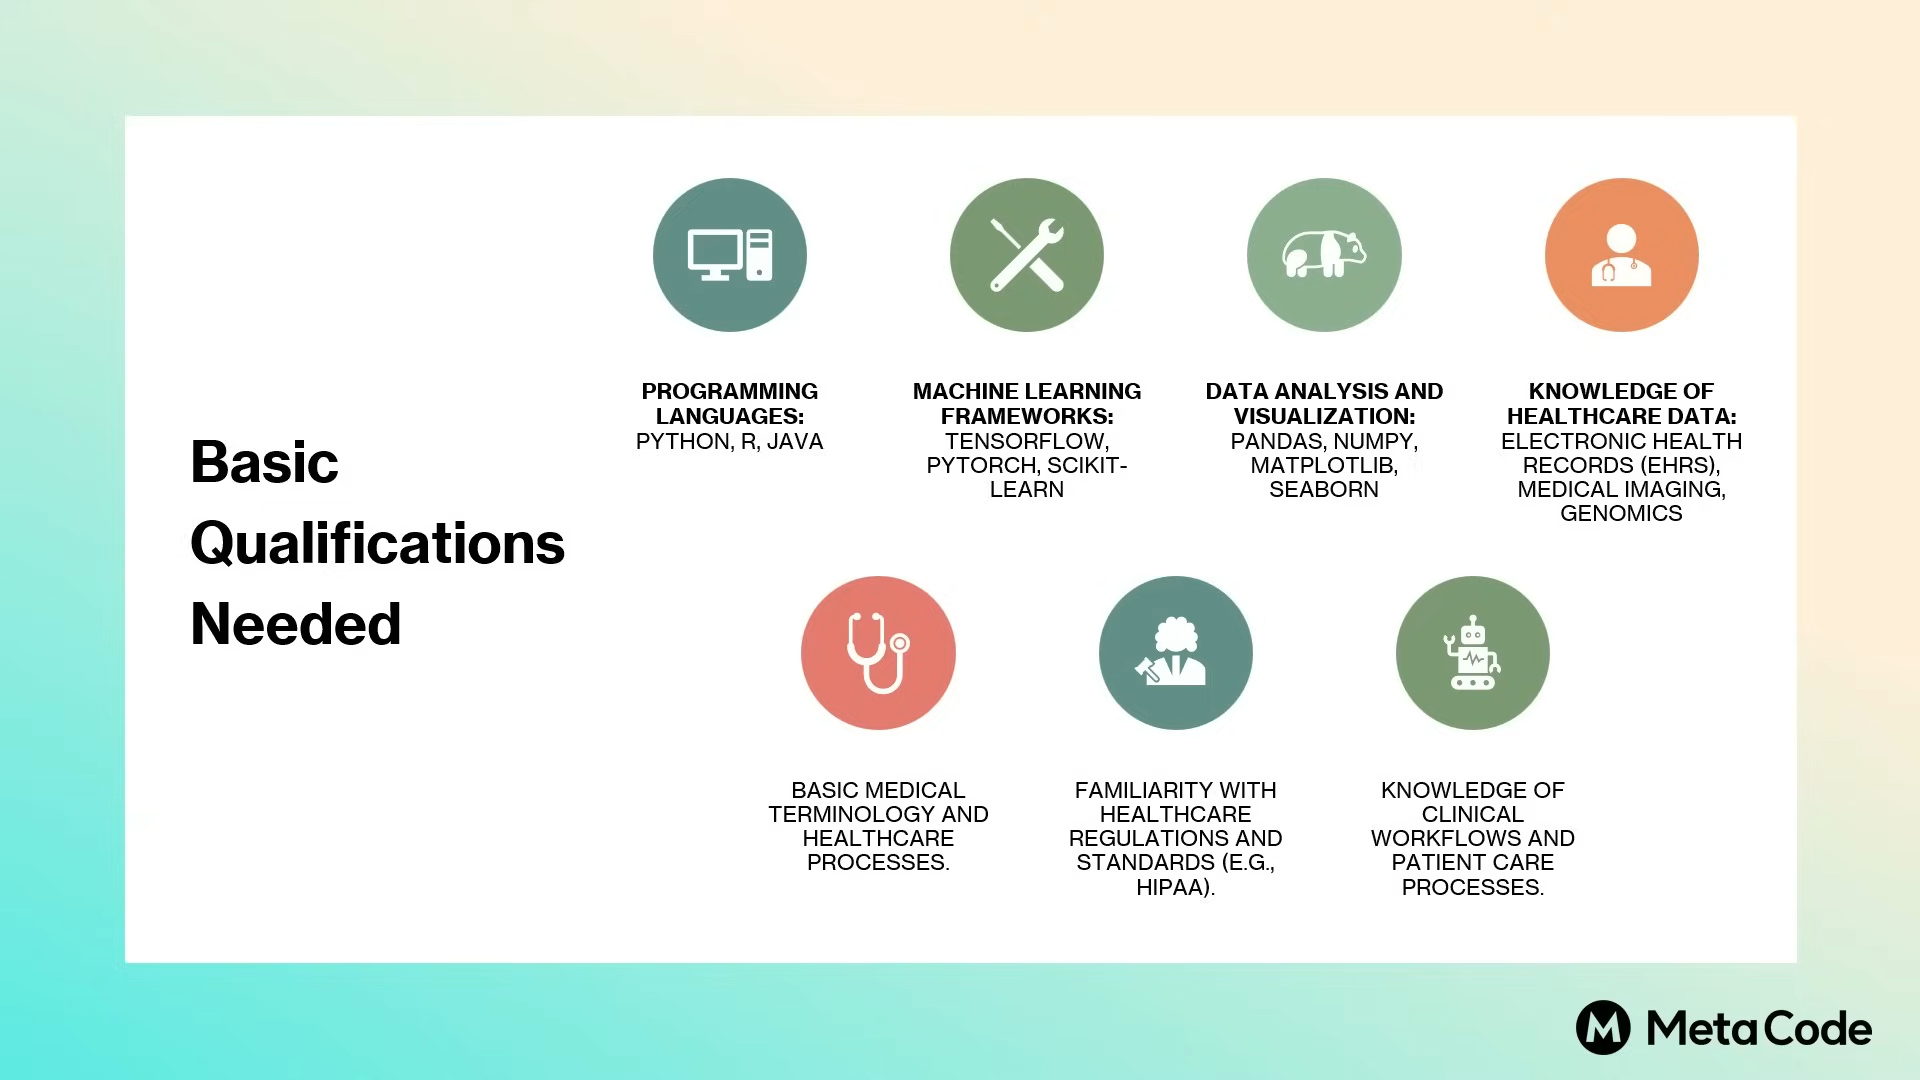 Basic
Qualifications
Needed
PROGRAMMING
LANGUAGES:
PYTHON, R, JAVA
MACHINE LEARNING
FRAMEWORKS:
TENSORFLOW,
PYTORCH, SCIKIT-
LEARN
DATA ANALYSIS AND
VISUALIZATION:
PANDAS, NUMPY,
MATPLOTLIB,
SEABORN
KNOWLEDGE OF
HEALTHCARE DATA:
ELECTRONIC HEALTH
RECORDS (EHRS),
MEDICAL IMAGING,
GENOMICS
BASIC MEDICAL
TERMINOLOGY AND
HEALTHCARE
PROCESSES.
FAMILIARITY WITH
HEALTHCARE
REGULATIONS AND
STANDARDS (E.G.,
HIPAA).
KNOWLEDGE OF
CLINICAL
WORKFLOWS AND
PATIENT CARE
PROCESSES.
Meta Code